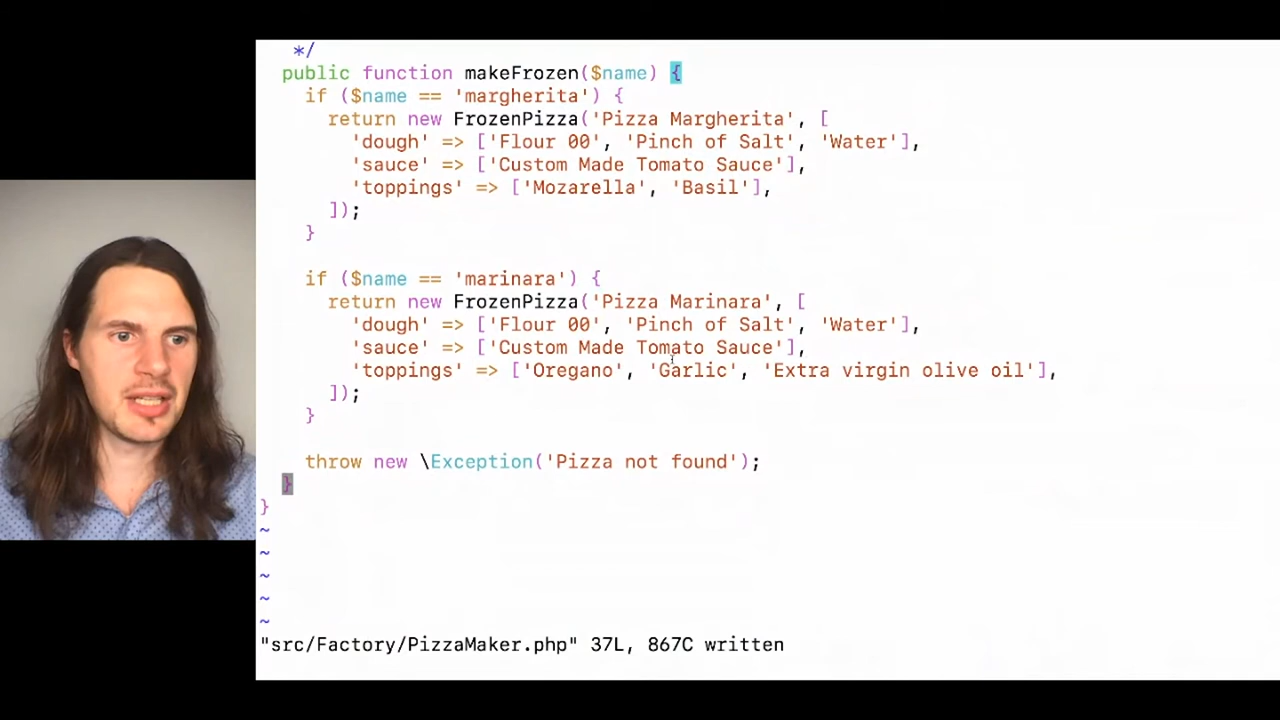 */
public function makeFrozen($name) {
if ($name == 'margherita') {
return new FrozenPizza('Pizza Margherita', [
'dough' => ['Flour 00', 'Pinch of Salt', 'Water'],
'sauce' => ['Custom Made Tomato Sauce'],
'toppings' => ['Mozarella', 'Basil'],
]);
}
if ($name == 'marinara') {
return new FrozenPizza('Pizza Marinara', [
'dough' => ['Flour 00', 'Pinch of Salt', 'Water'],
'sauce' => ['Custom Made Tomato Sauce'],
'toppings' => ['Oregano', 'Garlic', 'Extra virgin olive oil'],
]);
}
throw new \Exception('Pizza not found');
}
}
~
~
~
~
~
"src/Factory/PizzaMaker.php" 37L, 867C written